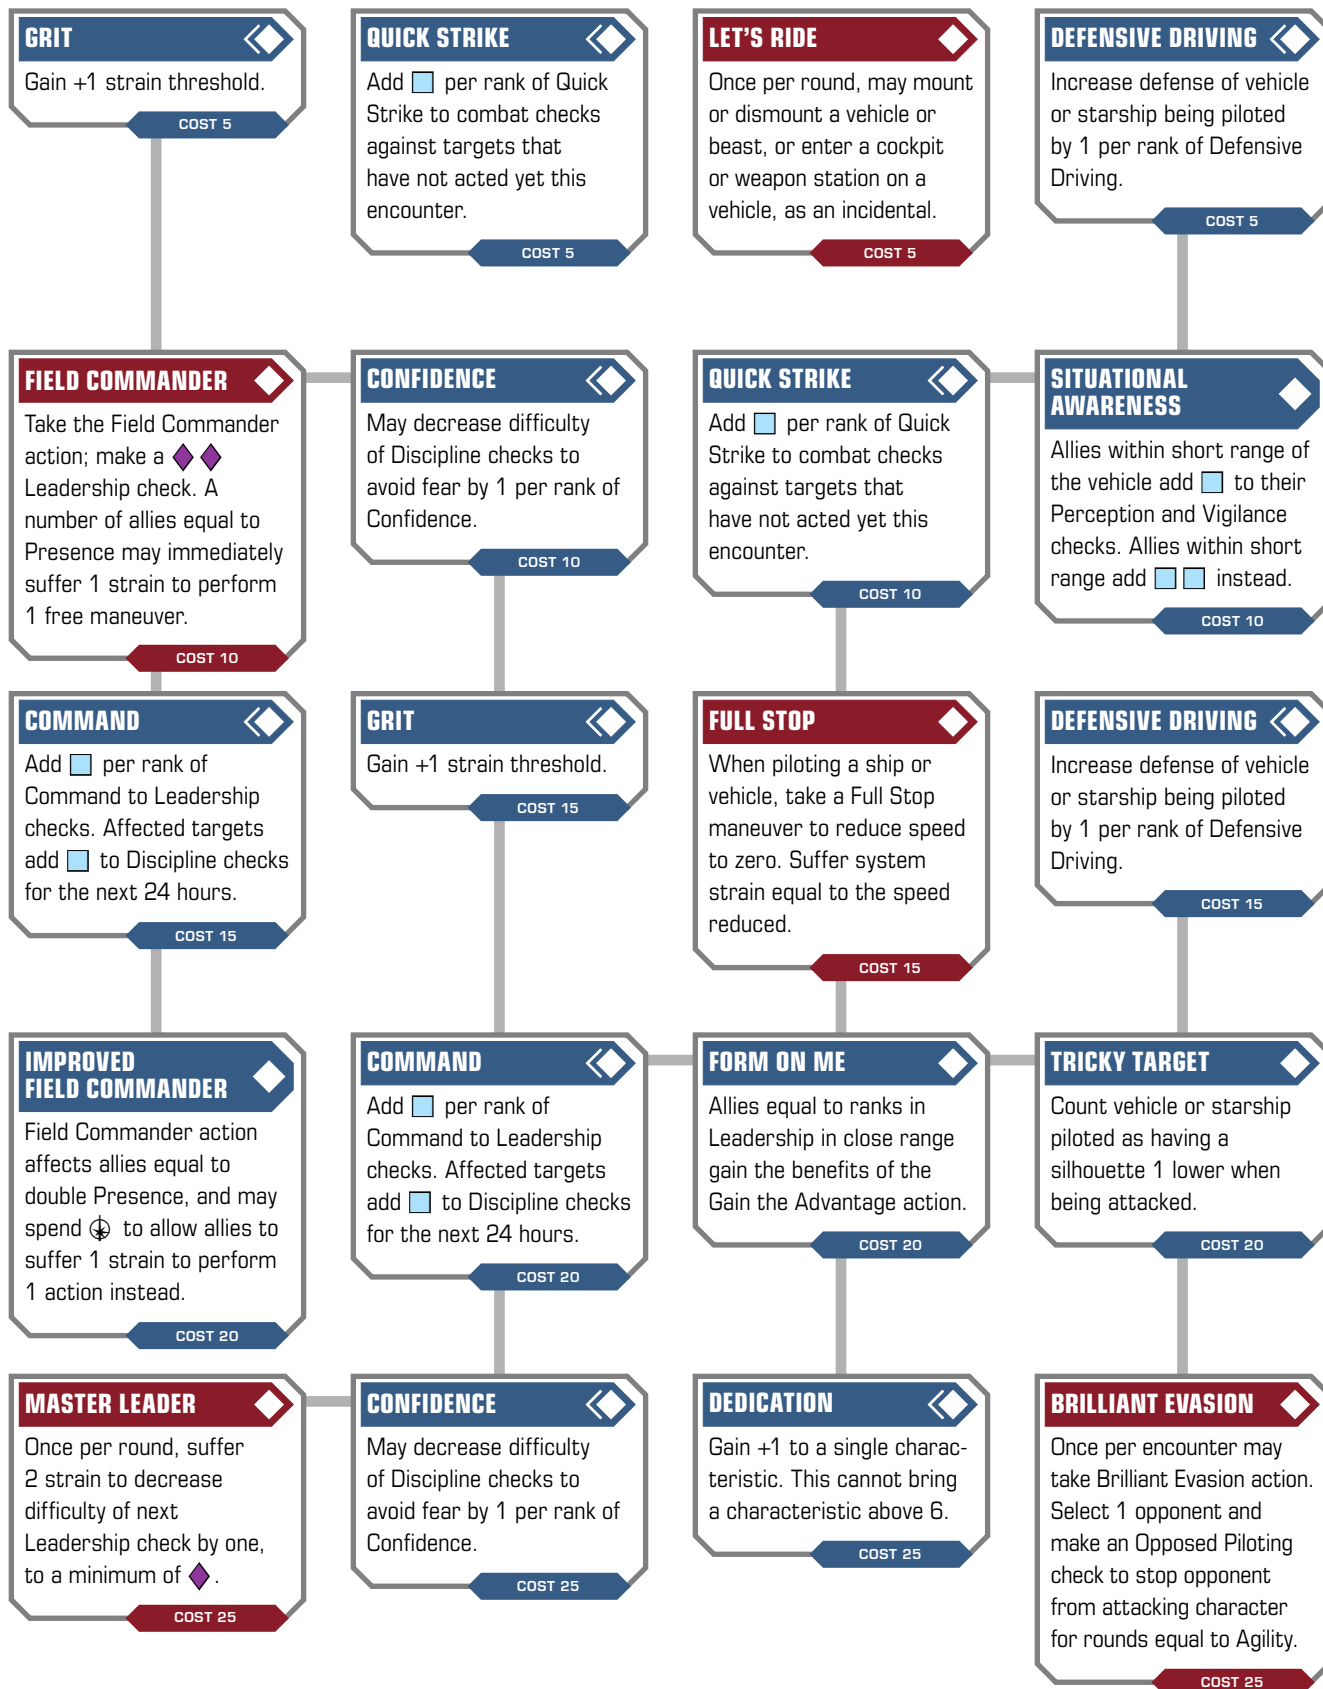 GRIT
Gain +1 strain threshold.
COST 5
QUICK STRIKE
Add per rank of Quick
Strike to combat checks
against targets that
have not acted yet this
encounter.
COST 5
LET'S RIDE
Once per round, may mount
or dismount a vehicle or
beast, or enter a cockpit
or weapon station on a
vehicle, as an incidental.
COST 5
DEFENSIVE DRIVING
Increase defense of vehicle
or starship being piloted
by 1 per rank of Defensive
Driving.
COST 5
FIELD COMMANDER
Take the Field Commander
action; make a
Leadership check. A
number of allies equal to
Presence may immediately
suffer 1 strain to perform
1 free maneuver.
COST 10
CONFIDENCE
May decrease difficulty
of Discipline checks to
avoid fear by 1 per rank of
Confidence.
COST 10
QUICK STRIKE
Add per rank of Quick
Strike to combat checks
against targets that
have not acted yet this
encounter.
COST 10
SITUATIONAL
AWARENESS
Allies within short range of
the vehicle add to their
Perception and Vigilance
checks. Allies within short
range add instead.
COST 10
COMMAND
Add per rank of
Command to Leadership
checks. Affected targets
add to Discipline checks
for the next 24 hours.
COST 15
GRIT
Gain +1 strain threshold.
COST 15
FULL STOP
When piloting a ship or
vehicle, take a Full Stop
maneuver to reduce speed
to zero. Suffer system
strain equal to the speed
reduced.
COST 15
DEFENSIVE DRIVING
Increase defense of vehicle
or starship being piloted
by 1 per rank of Defensive
Driving.
COST 15
IMPROVED
FIELD COMMANDER
Field Commander action
affects allies equal to
double Presence, and may
spend to allow allies to
suffer 1 strain to perform
1 action instead.
COST 20
COMMAND
Add per rank of
Command to Leadership
checks. Affected targets
add to Discipline checks
for the next 24 hours.
COST 20
FORM ON ME
Allies equal to ranks in
Leadership in close range
gain the benefits of the
Gain the Advantage action.
COST 20
TRICKY TARGET
Count vehicle or starship
piloted as having a
silhouette 1 lower when
being attacked.
COST 20
MASTER LEADER
Once per round, suffer
2 strain to decrease
difficulty of next
Leadership check by one,
to a minimum of .
COST 25
CONFIDENCE
May decrease difficulty
of Discipline checks to
avoid fear by 1 per rank of
Confidence.
COST 25
DEDICATION
Gain +1 to a single charac-
teristic. This cannot bring
a characteristic above 6.
COST 25
BRILLIANT EVASION
Once per encounter may
take Brilliant Evasion action.
Select 1 opponent and
make an Opposed Piloting
check to stop opponent
from attacking character
for rounds equal to Agility.
COST 25